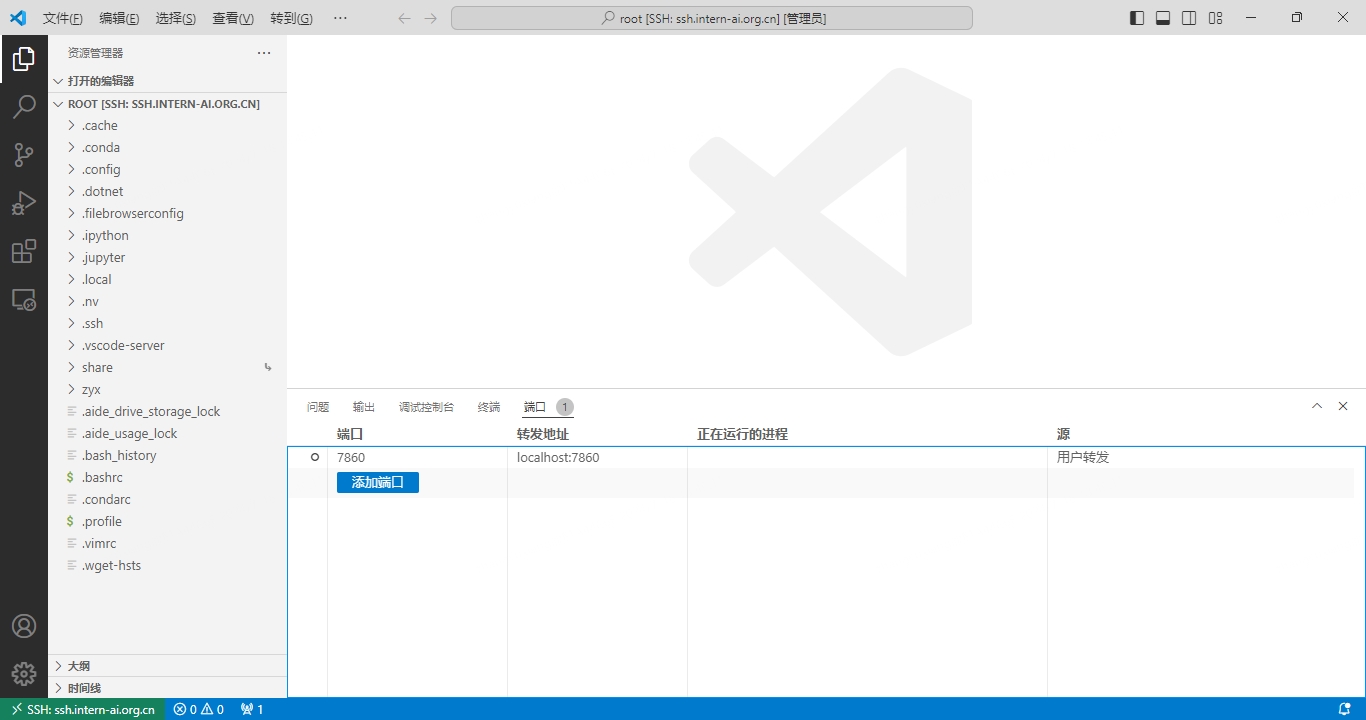 文件(F) 编辑(E) 选择(S) 查看(V) 转到(G) ··· root [SSH: ssh.intern-ai.org.cn] [管理员]
资源管理器 ···
打开的编辑器
ROOT [SSH: SSH.INTERN-AI.ORG.CN]
.cache
.conda
.config
.dotnet
.filebrowserconfig
.ipython
.jupyter
.local
.nv
.ssh
.vscode-server
share
zyx
.aide_drive_storage_lock
.aide_usage_lock
.bash_history
$ .bashrc
.condarc
$ .profile
.vimrc
.wget-hsts
大纲
时间线
问题 输出 调试控制台 终端 端口 1
端口 转发地址 正在运行的进程 源
7860 localhost:7860 用户转发
添加端口
SSH: ssh.intern-ai.org.cn 0 0 1